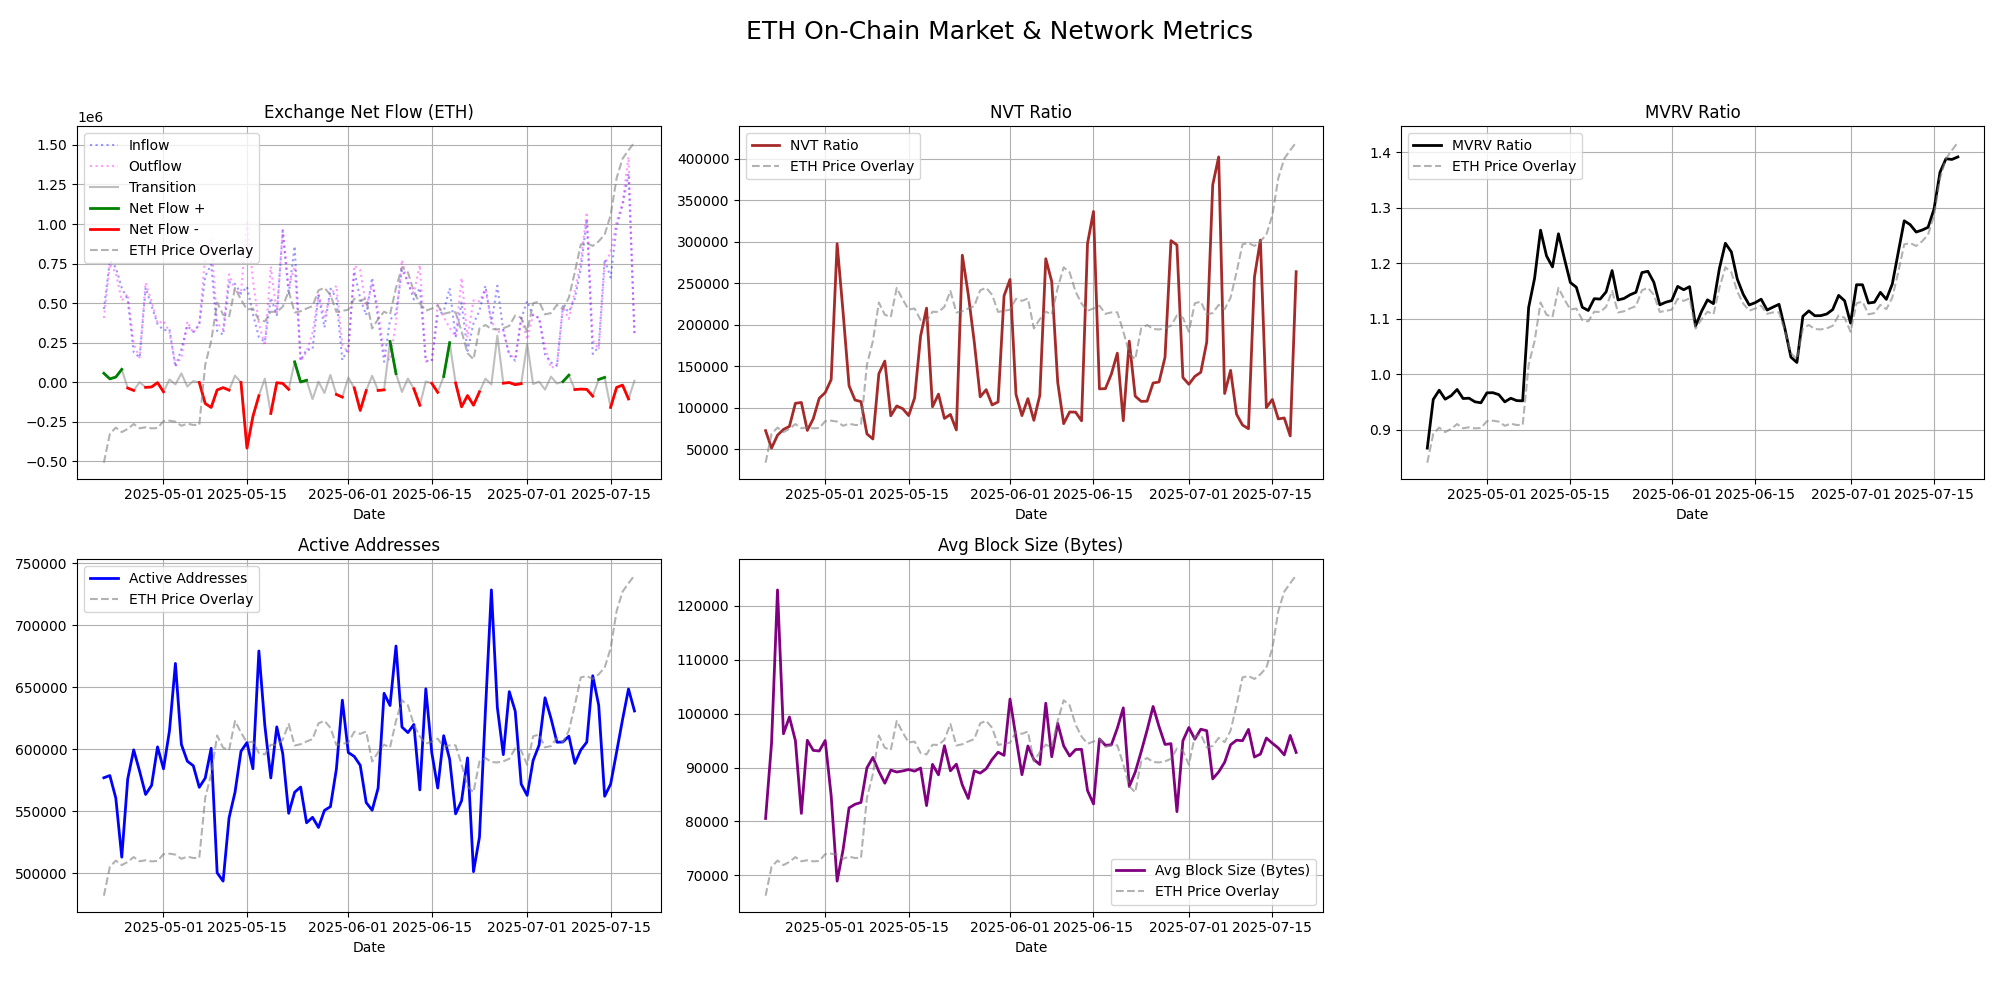 ETH On-Chain Market & Network Metrics
Exchange Net Flow (ETH)
1e6
Inflow
Outflow
Transition
Net Flow +
Net Flow -
ETH Price Overlay
1.50
1.25
1.00
0.75
0.50
0.25
0.00
−0.25
−0.50
2025-05-01 2025-05-15 2025-06-01 2025-06-15 2025-07-01 2025-07-15
Date
NVT Ratio
NVT Ratio
ETH Price Overlay
400000
350000
300000
250000
200000
150000
100000
50000
2025-05-01 2025-05-15 2025-06-01 2025-06-15 2025-07-01 2025-07-15
Date
MVRV Ratio
MVRV Ratio
ETH Price Overlay
1.4
1.3
1.2
1.1
1.0
0.9
2025-05-01 2025-05-15 2025-06-01 2025-06-15 2025-07-01 2025-07-15
Date
Active Addresses
Active Addresses
ETH Price Overlay
750000
700000
650000
600000
550000
500000
2025-05-01 2025-05-15 2025-06-01 2025-06-15 2025-07-01 2025-07-15
Date
Avg Block Size (Bytes)
120000
110000
100000
90000
80000
70000
Avg Block Size (Bytes)
ETH Price Overlay
2025-05-01 2025-05-15 2025-06-01 2025-06-15 2025-07-01 2025-07-15
Date